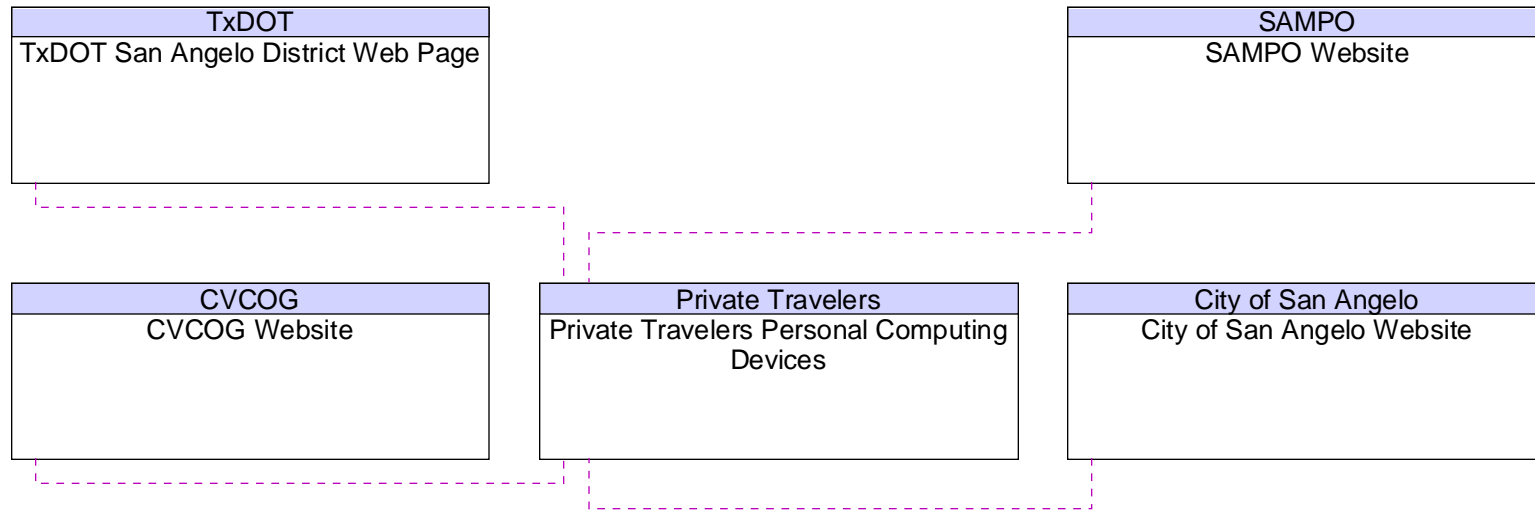 TxDOT
TxDOT San Angelo District Web Page
SAMPO
SAMPO Website
CVCOG
CVCOG Website
Private Travelers
Private Travelers Personal Computing
Devices
City of San Angelo
City of San Angelo Website